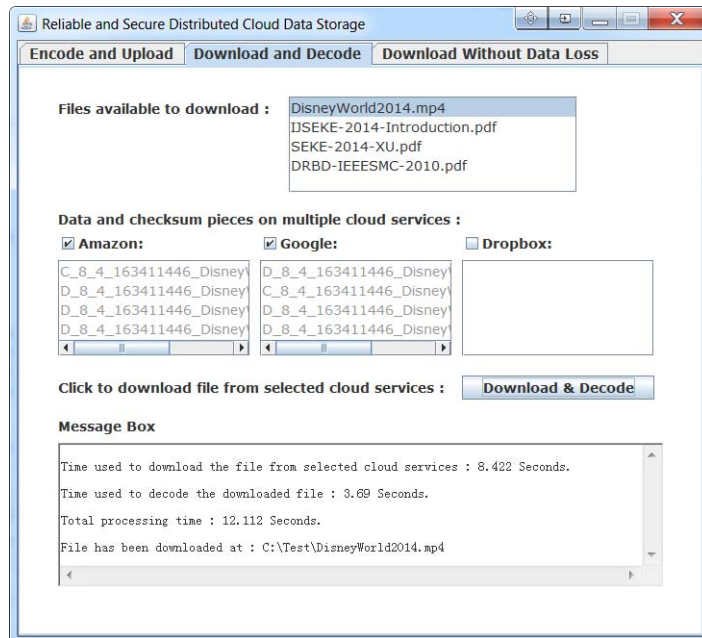 Reliable and Secure Distributed Cloud Data Storage
Encode and Upload Download and Decode Download Without Data Loss
Files available to download :
DisneyWorld2014.mp4
IJSEKE-2014-Introduction.pdf
SEKE-2014-XU.pdf
DRBD-IEEESMC-2010.pdf
Data and checksum pieces on multiple cloud services :
Amazon: Google: Dropbox:
C_8_4_163411446_Disney D_8_4_163411446_Disney
D_8_4_163411446_Disney C_8_4_163411446_Disney
D_8_4_163411446_Disney D_8_4_163411446_Disney
D_8_4_163411446_Disney D_8_4_163411446_Disney
Click to download file from selected cloud services : Download & Decode
Message Box
Time used to download the file from selected cloud services : 8.422 Seconds.
Time used to decode the downloaded file : 3.69 Seconds.
Total processing time : 12.112 Seconds.
File has been downloaded at : C:\Test\DisneyWorld2014.mp4